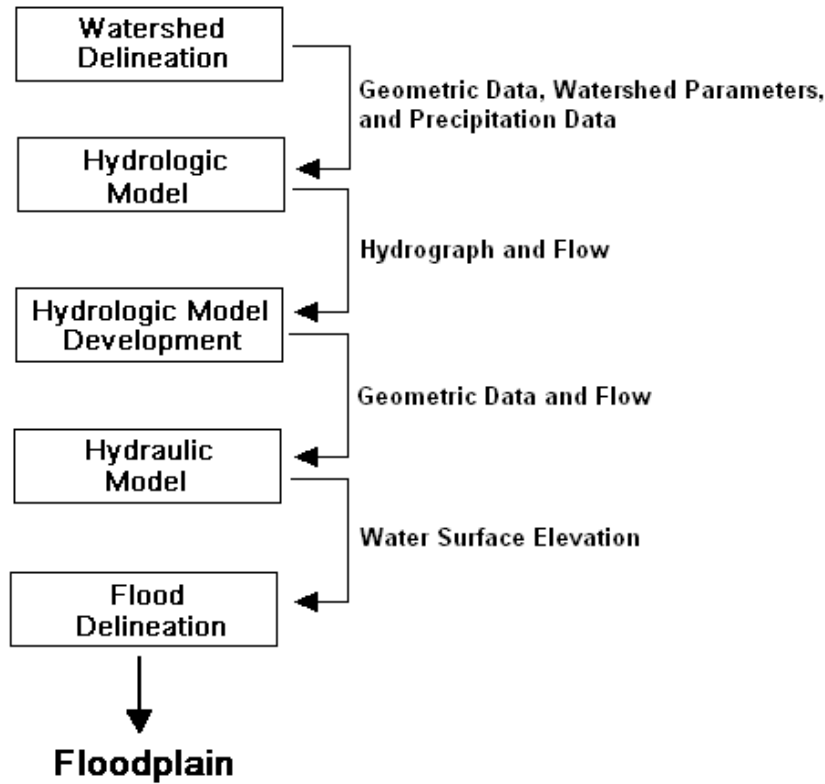 Watershed
Delineation
Geometric Data, Watershed Parameters,
and Precipitation Data
Hydrologic
Model
Hydrograph and Flow
Hydrologic Model
Development
Geometric Data and Flow
Hydraulic
Model
Water Surface Elevation
Flood
Delineation
Floodplain